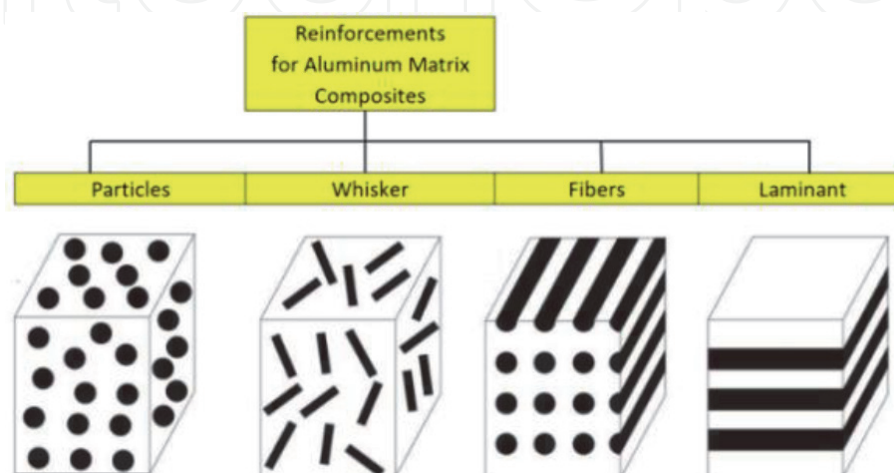 Reinforcements
for Aluminum Matrix
Composites
Particles Whisker Fibers Laminant